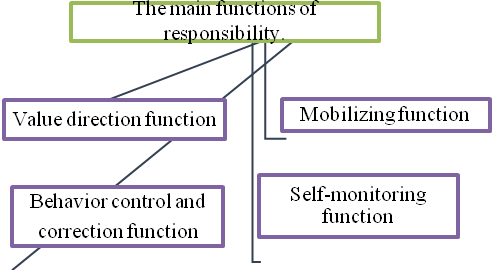 The main functions of
responsibility.
Value direction function
Mobilizing function
Behavior control and
correction function
Self-monitoring
function